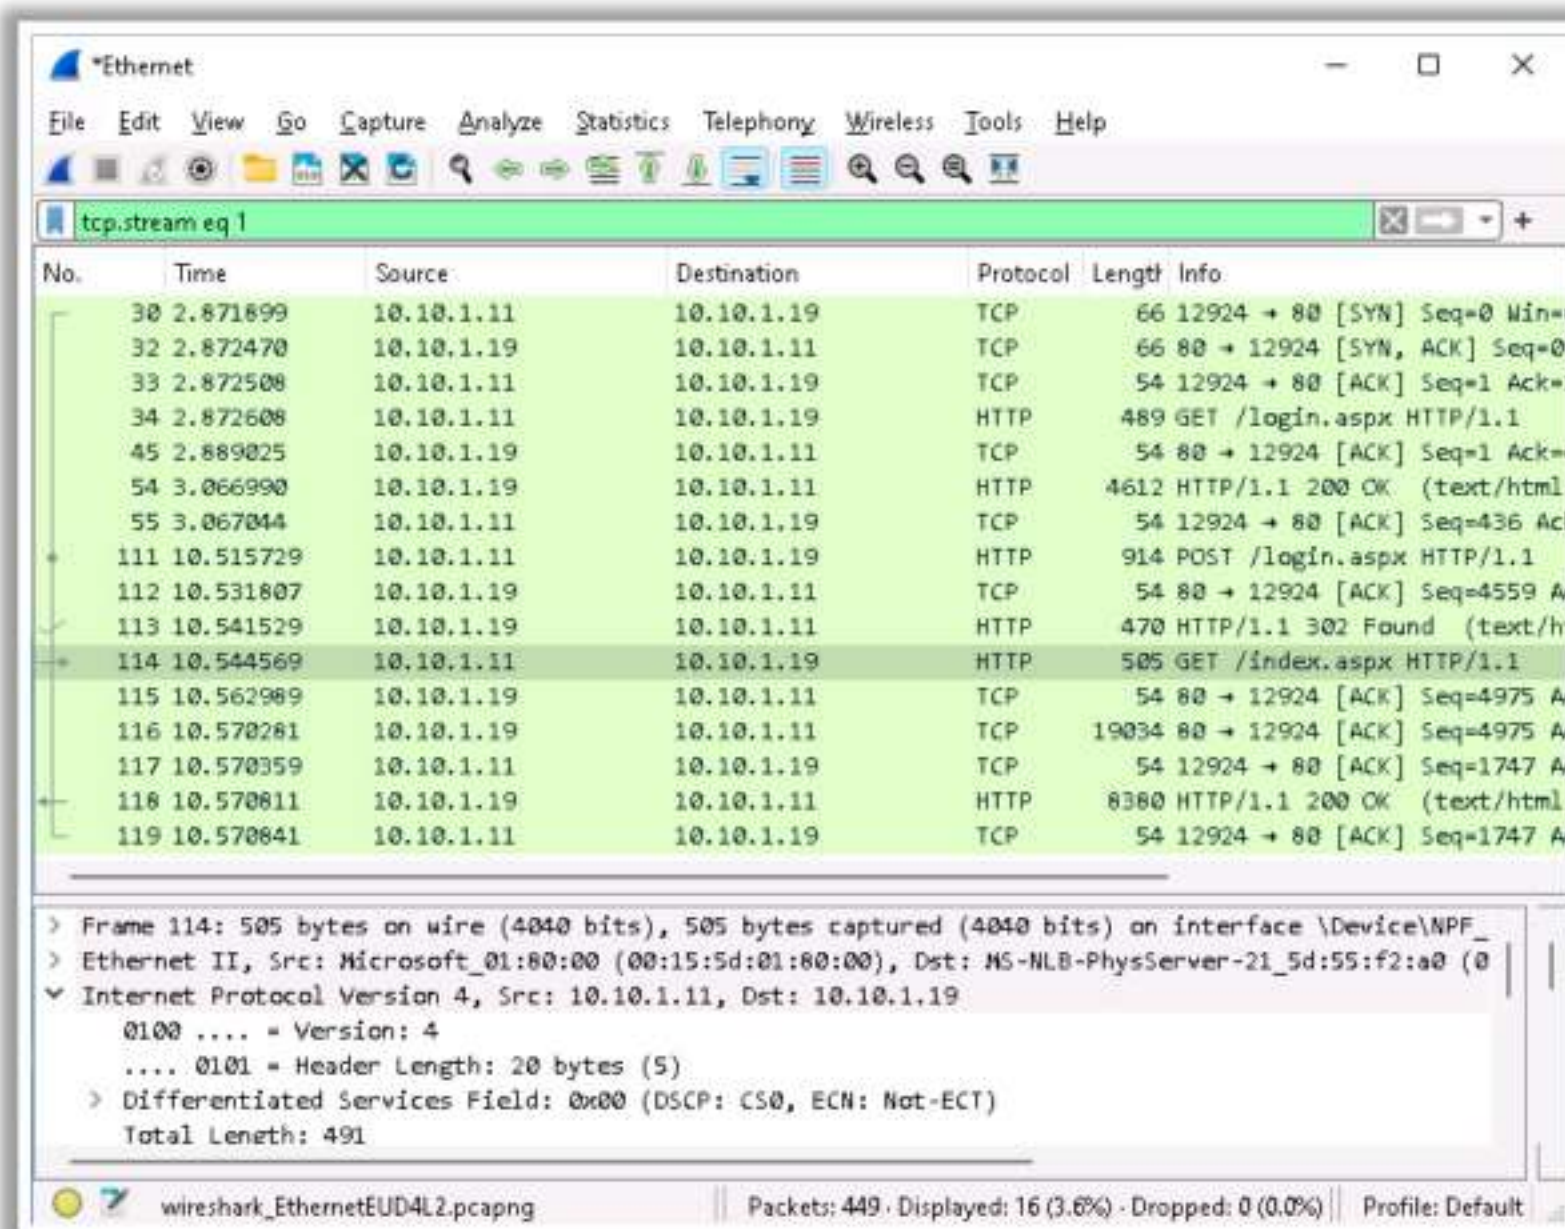 *Ethernet
File Edit View Go Capture Analyze Statistics Telephony Wireless Tools Help
tcp.stream eq 1
No. Time Source Destination Protocol Length Info
30 2.871899 10.10.1.11 10.10.1.19 TCP 66 12924 → 80 [SYN] Seq=0 Win=
32 2.872470 10.10.1.19 10.10.1.11 TCP 66 80 → 12924 [SYN, ACK] Seq=0
33 2.872508 10.10.1.11 10.10.1.19 TCP 54 12924 → 80 [ACK] Seq=1 Ack=
34 2.872608 10.10.1.11 10.10.1.19 HTTP 489 GET /login.aspx HTTP/1.1
45 2.889025 10.10.1.19 10.10.1.11 TCP 54 80 → 12924 [ACK] Seq=1 Ack=
54 3.066990 10.10.1.19 10.10.1.11 HTTP 4612 HTTP/1.1 200 OK (text/html
55 3.067044 10.10.1.11 10.10.1.19 TCP 54 12924 → 80 [ACK] Seq=436 Ac
111 10.515729 10.10.1.11 10.10.1.19 HTTP 914 POST /login.aspx HTTP/1.1
112 10.531807 10.10.1.19 10.10.1.11 TCP 54 80 → 12924 [ACK] Seq=4559 A
113 10.541529 10.10.1.19 10.10.1.11 HTTP 470 HTTP/1.1 302 Found (text/h
114 10.544569 10.10.1.11 10.10.1.19 HTTP 505 GET /index.aspx HTTP/1.1
115 10.562989 10.10.1.19 10.10.1.11 TCP 54 80 → 12924 [ACK] Seq=4975 A
116 10.570281 10.10.1.19 10.10.1.11 TCP 19034 80 → 12924 [ACK] Seq=4975 A
117 10.570359 10.10.1.11 10.10.1.19 TCP 54 12924 → 80 [ACK] Seq=1747 A
118 10.570811 10.10.1.19 10.10.1.11 HTTP 8380 HTTP/1.1 200 OK (text/html
119 10.570841 10.10.1.11 10.10.1.19 TCP 54 12924 → 80 [ACK] Seq=1747 A
Frame 114: 505 bytes on wire (4040 bits), 505 bytes captured (4040 bits) on interface \Device\NPF_
Ethernet II, Src: Microsoft_01:80:00 (00:15:5d:01:80:00), Dst: MS-NLB-PhysServer-21_5d:55:f2:a0 (0
Internet Protocol Version 4, Src: 10.10.1.11, Dst: 10.10.1.19
0100 .... = Version: 4
.... 0101 = Header Length: 20 bytes (5)
Differentiated Services Field: 0x00 (DSCP: CS0, ECN: Not-ECT)
Total Length: 491
wireshark_EthernetEUD4L2.pcapng Packets: 449 · Displayed: 16 (3.6%) · Dropped: 0 (0.0%) Profile: Default